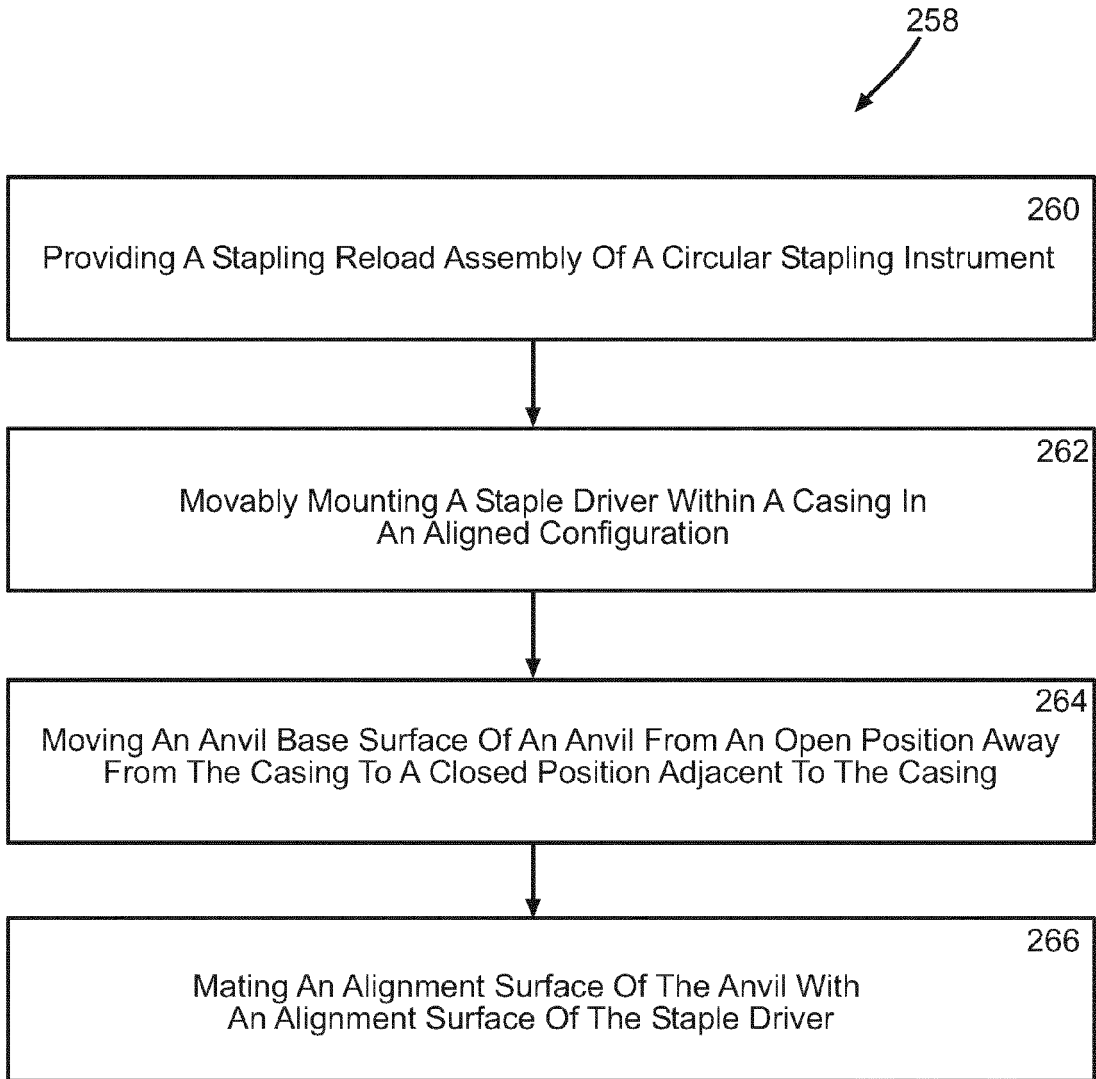 258
260
Providing A Stapling Reload Assembly Of A Circular Stapling Instrument
262
Movably Mounting A Staple Driver Within A Casing In
An Aligned Configuration
264
Moving An Anvil Base Surface Of An Anvil From An Open Position Away
From The Casing To A Closed Position Adjacent To The Casing
266
Mating An Alignment Surface Of The Anvil With
An Alignment Surface Of The Staple Driver